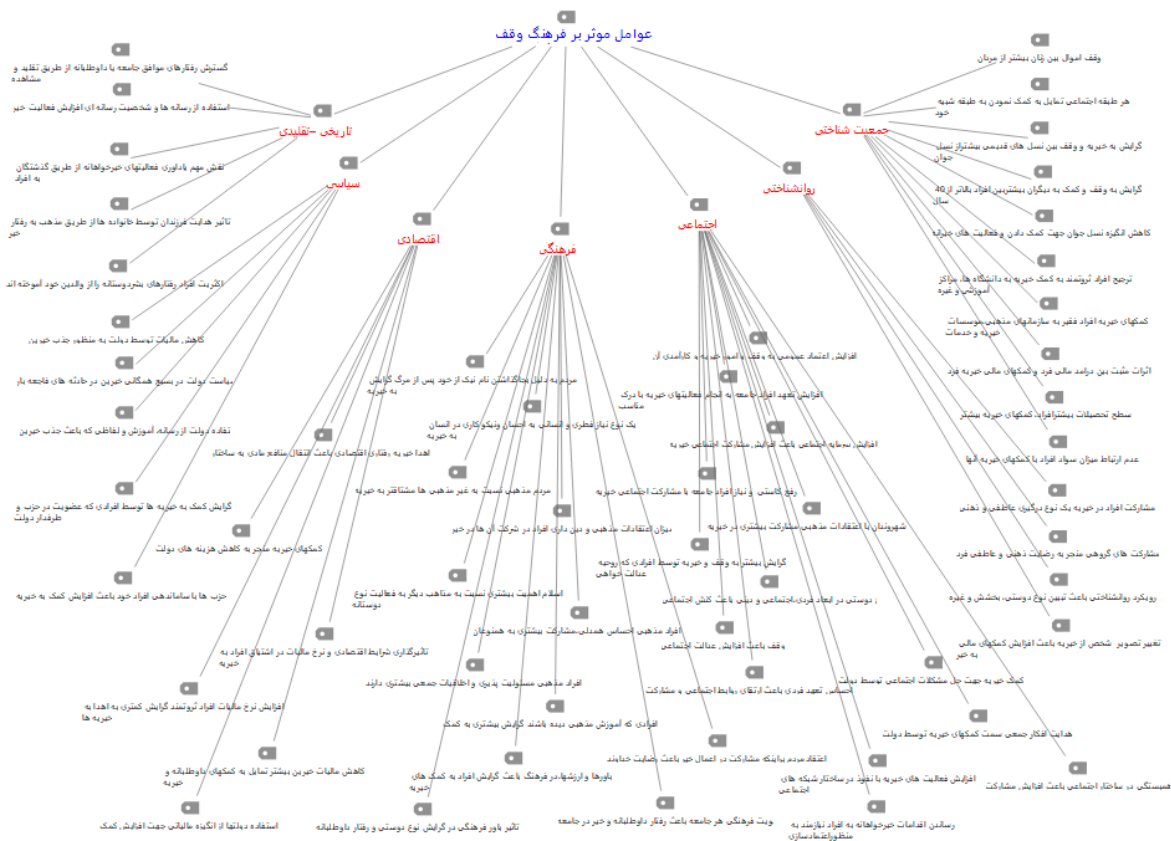 عوامل موثر بر فرهنگ وقف
تاریخی –تقلیدی
گسترش رفتارهای موافق جامعه یا داوطلبانه از طریق تقلید و
مشاهده
استفاده از رسانه ها و شخصیت رسانه ای افزایش فعالیت خیر
نقش مهم یادآوری فعالیتهای خیرخواهانه از طریق گذشتگان
به افراد
تاثیر هدایت فرزندان توسط خانواده ها از طریق مذهب به رفتار
خیر
اکثریت افراد رفتارهای بشردوستانه را از والدین خود آموخته اند
سیاسی
کاهش مالیات توسط دولت به منظور جذب خیرین
سیاست دولت در بسیج همگانی خیرین در حادثه های فاجعه بار
تفاده دولت از رسانه، آموزش و لفاظی که باعث جذب خیرین
گرایش کمک به خیریه ها توسط افرادی که عضویت در حزب و
طرفدار دولت
حزب ها با ساماندهی افراد خود باعث افزایش کمک به خیریه
اقتصادی
اهدا خیریه رفتاری اقتصادی باعث انتقال منافع مادی به ساختار
کمکهای خیریه منجر به کاهش هزینه های دولت
تاثیرگذاری شرایط اقتصادی و نرخ مالیات در اشتیاق افراد به
خیریه
افزایش نرخ مالیات افراد ثروتمند گرایش کمتری به اهدا به
خیریه ها
کاهش مالیات خیرین بیشتر تمایل به کمکهای داوطلبانه و
خیریه
استفاده دولتها از انگیزه مالیاتی جهت افزایش کمک
فرهنگی
مردم به دلیل بجاگذاشتن نام نیک از خود پس از مرگ گرایش
به خیریه
یک نوع نیاز فطری و انسانی به احسان ونیکوکاری در انسان
به خیریه
مردم مذهبی نسبت به غیر مذهبی ها مشتاقتر به خیریه
میزان اعتقادات مذهبی و دین داری افراد در شرکت آن ها در خیر
اسلام اهمیت بیشتری نسبت به مذاهب دیگر به فعالیت نوع
دوستانه
افراد مذهبی احساس همدلی،مشارکت بیشتری به همنوعان
افراد مذهبی مسئولیت پذیری و اخلاقیات جمعی بیشتری دارند
افرادی که آموزش مذهبی دیده باشند گرایش بیشتری به کمک
اعتقاد مردم براینکه مشارکت در اعمال خیر باعث رضایت خداوند
باورها و ارزشها،در فرهنگ باعث گرایش افراد به کمک های
خیریه
تاثیر باور فرهنگی در گرایش نوع دوستی و رفتار داوطلبانه
ویت فرهنگی هر جامعه باعث رفتار داوطلبانه و خیر در جامعه
اجتماعی
افزایش اعتماد عمومی به وقف و امور خیریه و کارآمدی آن
افزایش تعهد افراد جامعه به انجام فعالیتهای خیریه با درک
مناسب
افزایش سرمایه اجتماعی باعث افزایش مشارکت اجتماعی خیریه
رفع کاستی و نیاز افراد جامعه با مشارکت اجتماعی خیریه
شهروندان با اعتقادات مذهبی مشارکت بیشتری در خیریه
گرایش بیشتر به وقف و خیریه توسط افرادی که روحیه
عدالت خواهی
ع دوستی در ابعاد فردی،اجتماعی و دینی باعث کنش اجتماعی
وقف باعث افزایش عدالت اجتماعی
احساس تعهد فردی باعث ارتقای روابط اجتماعی و مشارکت
کمک خیریه جهت حل مشکلات اجتماعی توسط دولت
هدایت افکار جمعی سمت کمکهای خیریه توسط دولت
افزایش فعالیت های خیریه با نفوذ در ساختار شبکه های
اجتماعی
همبستگی در ساختار اجتماعی باعث افزایش مشارکت
رساندن اقدامات خیرخواهانه به افراد نیازمند به
منظوراعتمادسازی
روانشناختی
مشارکت افراد در خیریه یک نوع درگیری عاطفی و ذهنی
مشارکت های گروهی منجر به رضایت ذهنی و عاطفی فرد
رویکرد روانشناختی باعث تبیین نوع دوستی، بخشش و غیره
تغییر تصویر شخص از خیریه باعث افزایش کمکهای مالی
به خیر
جمعیت شناختی
وقف اموال بین زنان بیشتر از مردان
هر طبقه اجتماعی تمایل به کمک نمودن به طبقه شبیه
خود
گرایش به خیریه و وقف بین نسل های قدیمی بیشتراز نسل
جوان
گرایش به وقف و کمک به دیگران بیشتربین افراد بالاتر از 40
سال
کاهش انگیزه نسل جوان جهت کمک دادن و فعالیت های خیرانه
ترجیح افراد ثروتمند به کمک خیریه به دانشگاه ها، مراکز
آموزشی و غیره
کمکهای خیریه افراد فقیر به سازمانهای مذهبی،موسسات
خیریه و خدمات
اثرات مثبت بین درآمد مالی فرد و کمکهای مالی خیریه فرد
سطح تحصیلات بیشترافراد، کمکهای خیریه بیشتر
عدم ارتباط میزان سواد افراد با کمکهای خیریه آنها